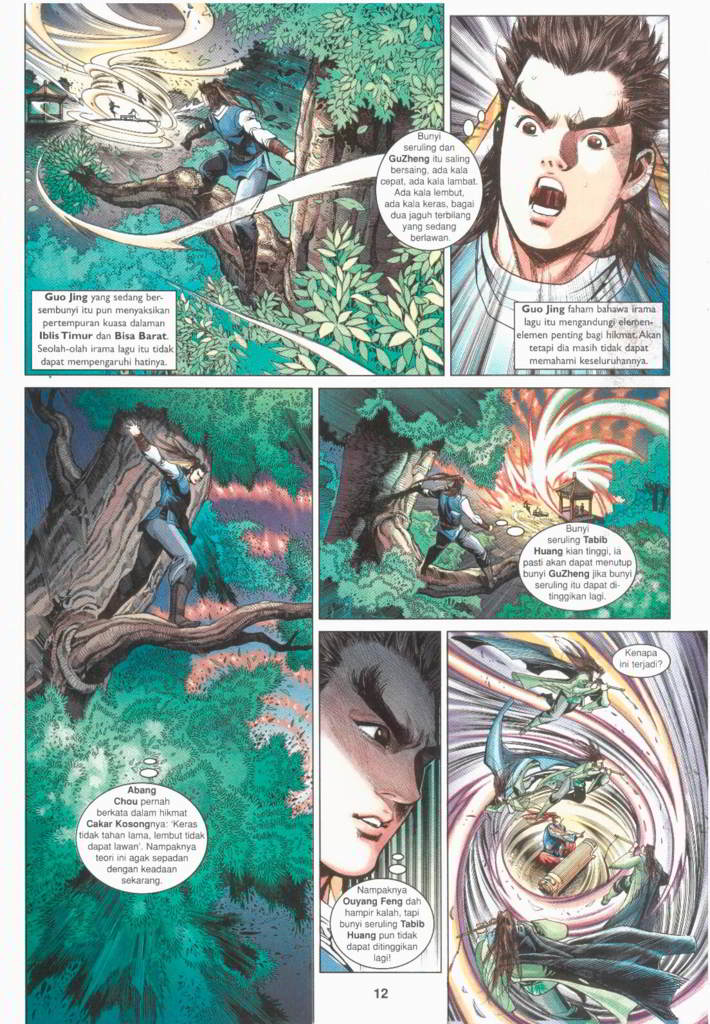 Bunyi
seruling dan
GuZheng itu saling
bersaing, ada kala
cepat, ada kala lambat.
Ada kala lembut,
ada kala keras, bagai
dua jaguh terbilang
yang sedang
berlawan.
Guo Jing yang sedang ber-
sembunyi itu pun menyaksikan
pertempuran kuasa dalaman
Iblis Timur dan Bisa Barat.
Seolah-olah irama lagu itu tidak
dapat mempengaruhi hatinya.
Guo Jing faham bahawa irama
lagu itu mengandungi elemen-
elemen penting bagi hikmat. Akan
tetapi dia masih tidak dapat
memahami keseluruhannya.
Abang
Chou pernah
berkata dalam hikmat
Cakar Kosongnya: 'Keras
tidak tahan lama, lembut tidak
dapat lawan'. Nampaknya
teori ini agak sepadan
dengan keadaan
sekarang.
Bunyi
seruling Tabib
Huang kian tinggi, ia
pasti akan dapat menutup
bunyi GuZheng jika bunyi
seruling itu dapat di-
tinggikan lagi.
Nampaknya
Ouyang Feng dah
hampir kalah, tapi
bunyi seruling Tabib
Huang pun tidak
dapat ditinggikan
lagi!
Kenapa
ini terjadi?
12